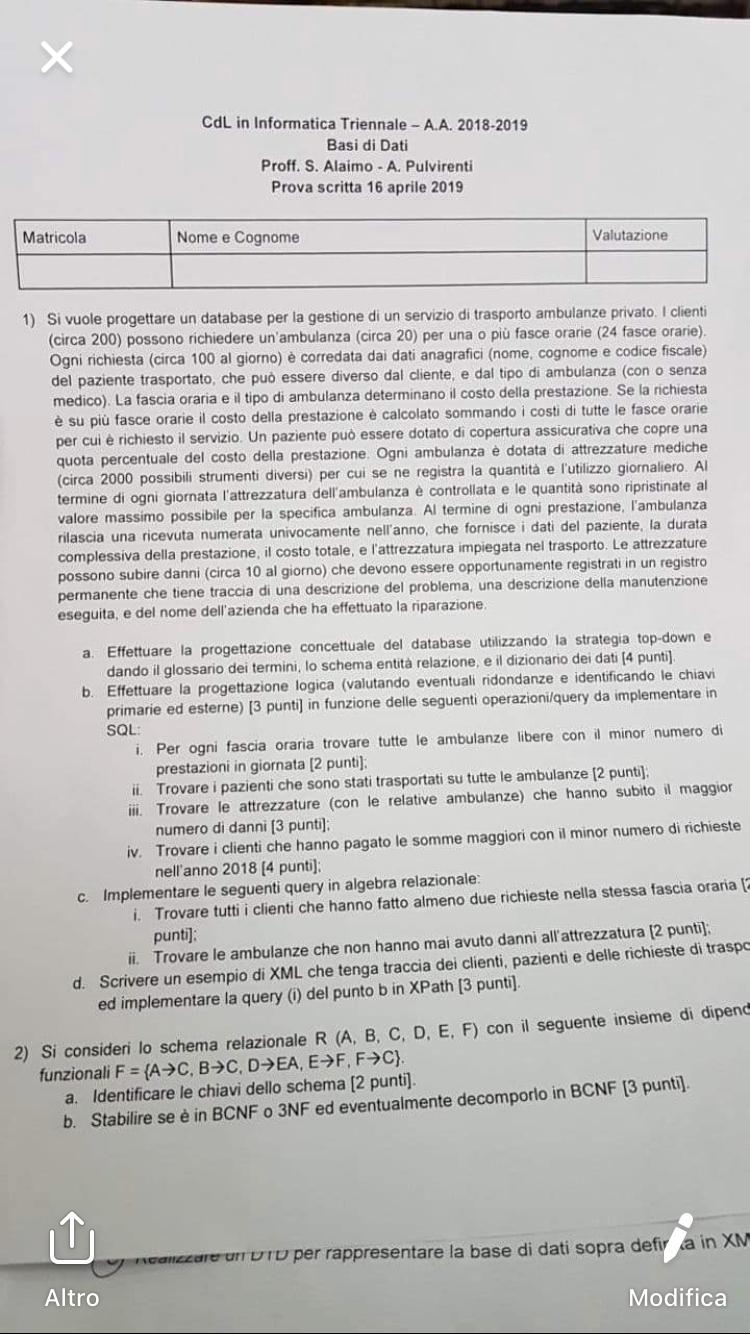 CdL in Informatica Triennale – A.A. 2018-2019
Basi di Dati
Proff. S. Alaimo - A. Pulvirenti
Prova scritta 16 aprile 2019
Matricola Nome e Cognome Valutazione
1) Si vuole progettare un database per la gestione di un servizio di trasporto ambulanze privato. I clienti
(circa 200) possono richiedere un'ambulanza (circa 20) per una o più fasce orarie (24 fasce orarie).
Ogni richiesta (circa 100 al giorno) è corredata dai dati anagrafici (nome, cognome e codice fiscale)
del paziente trasportato, che può essere diverso dal cliente, e dal tipo di ambulanza (con o senza
medico). La fascia oraria e il tipo di ambulanza determinano il costo della prestazione. Se la richiesta
è su più fasce orarie il costo della prestazione è calcolato sommando i costi di tutte le fasce orarie
per cui è richiesto il servizio. Un paziente può essere dotato di copertura assicurativa che copre una
quota percentuale del costo della prestazione. Ogni ambulanza è dotata di attrezzature mediche
(circa 2000 possibili strumenti diversi) per cui se ne registra la quantità e l'utilizzo giornaliero. Al
termine di ogni giornata l'attrezzatura dell'ambulanza è controllata e le quantità sono ripristinate al
valore massimo possibile per la specifica ambulanza. Al termine di ogni prestazione, l'ambulanza
rilascia una ricevuta numerata univocamente nell'anno, che fornisce i dati del paziente, la durata
complessiva della prestazione, il costo totale, e l'attrezzatura impiegata nel trasporto. Le attrezzature
possono subire danni (circa 10 al giorno) che devono essere opportunamente registrati in un registro
permanente che tiene traccia di una descrizione del problema, una descrizione della manutenzione
eseguita, e del nome dell'azienda che ha effettuato la riparazione.
a. Effettuare la progettazione concettuale del database utilizzando la strategia top-down e
dando il glossario dei termini, lo schema entità relazione, e il dizionario dei dati [4 punti].
b. Effettuare la progettazione logica (valutando eventuali ridondanze e identificando le chiavi
primarie ed esterne) [3 punti] in funzione delle seguenti operazioni/query da implementare in
SQL:
i. Per ogni fascia oraria trovare tutte le ambulanze libere con il minor numero di
prestazioni in giornata [2 punti];
ii. Trovare i pazienti che sono stati trasportati su tutte le ambulanze [2 punti];
iii. Trovare le attrezzature (con le relative ambulanze) che hanno subito il maggior
numero di danni [3 punti];
iv. Trovare i clienti che hanno pagato le somme maggiori con il minor numero di richieste
nell'anno 2018 [4 punti];
c. Implementare le seguenti query in algebra relazionale:
i. Trovare tutti i clienti che hanno fatto almeno due richieste nella stessa fascia oraria [2
punti];
ii. Trovare le ambulanze che non hanno mai avuto danni all'attrezzatura [2 punti];
d. Scrivere un esempio di XML che tenga traccia dei clienti, pazienti e delle richieste di traspo
ed implementare la query (i) del punto b in XPath [3 punti].
2) Si consideri lo schema relazionale R (A, B, C, D, E, F) con il seguente insieme di dipend
funzionali F = {A→C, B→C, D→EA, E→F, F→C}.
a. Identificare le chiavi dello schema [2 punti].
b. Stabilire se è in BCNF o 3NF ed eventualmente decomporlo in BCNF [3 punti].
Realizzare un DTD per rappresentare la base di dati sopra definita in XM
Altro Modifica